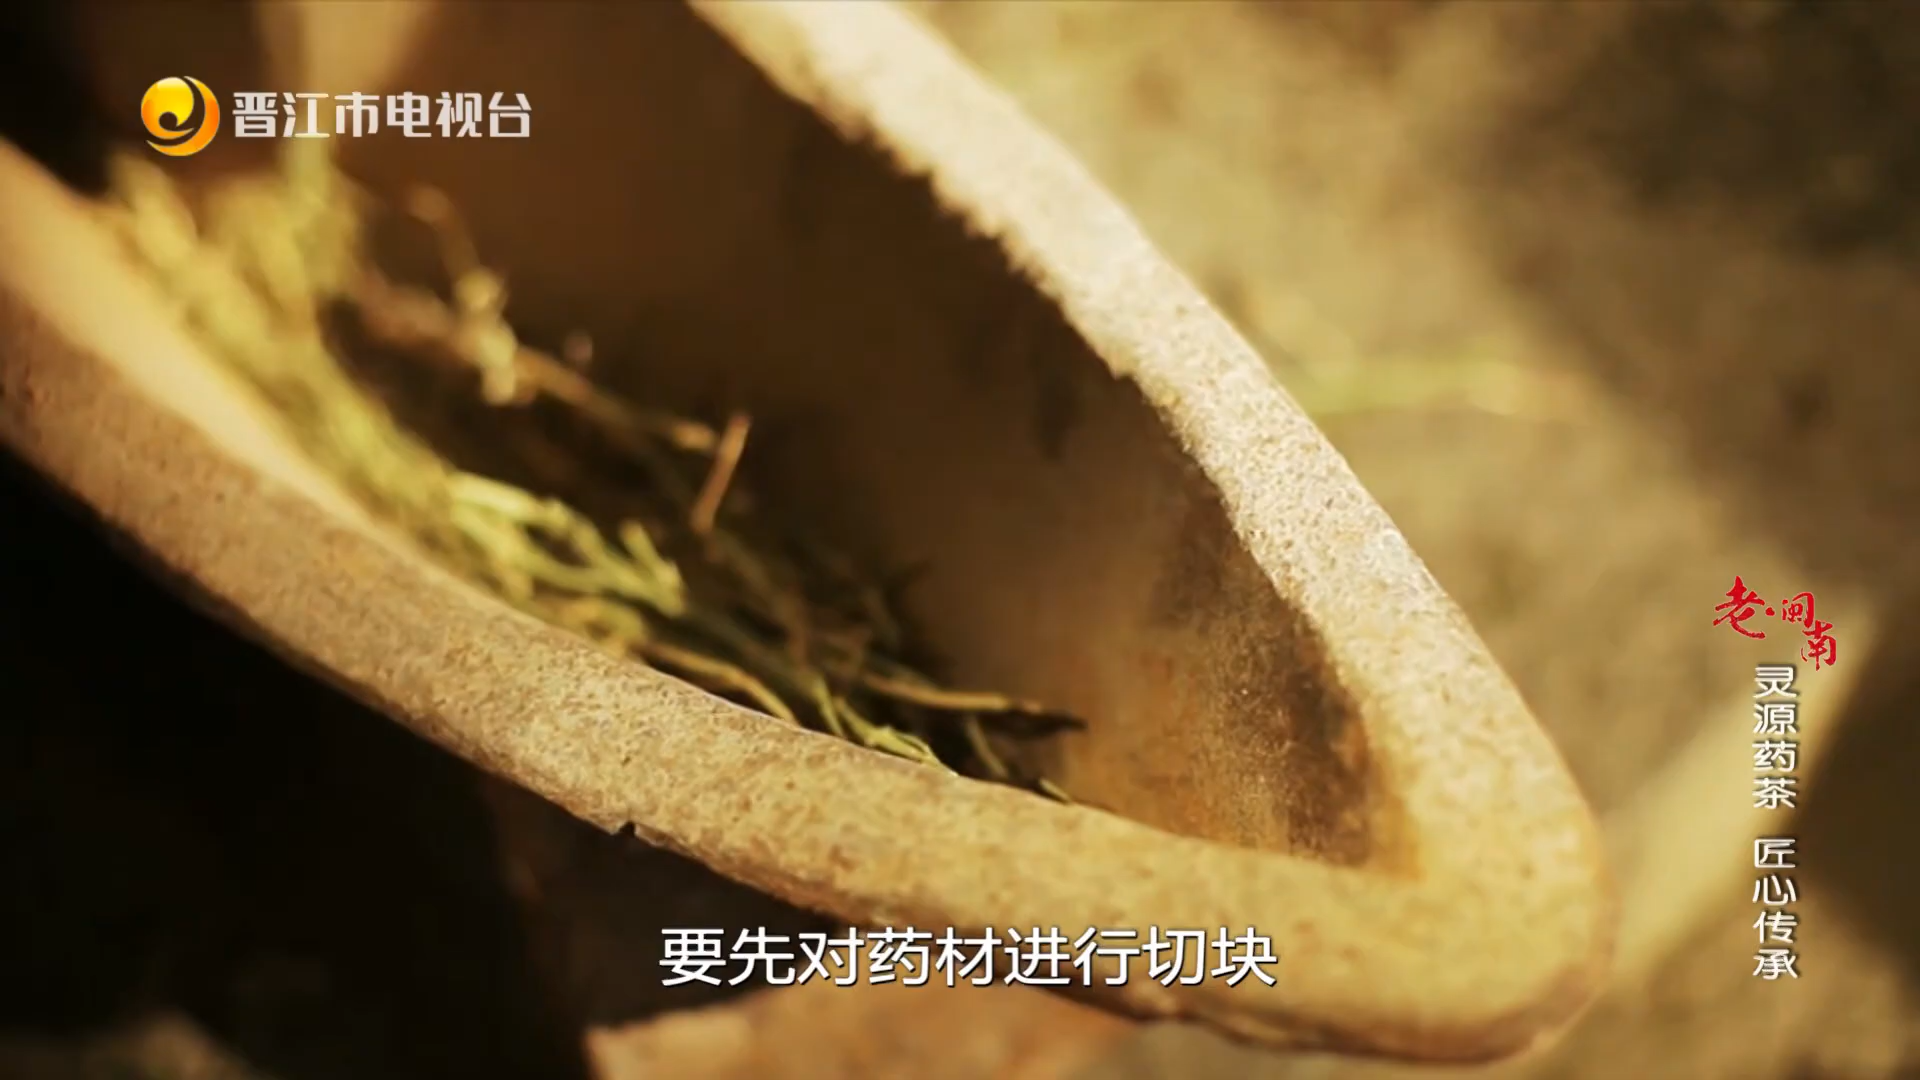 晋江市电视台
老·闽南
灵源药茶 匠心传承
要先对药材进行切块